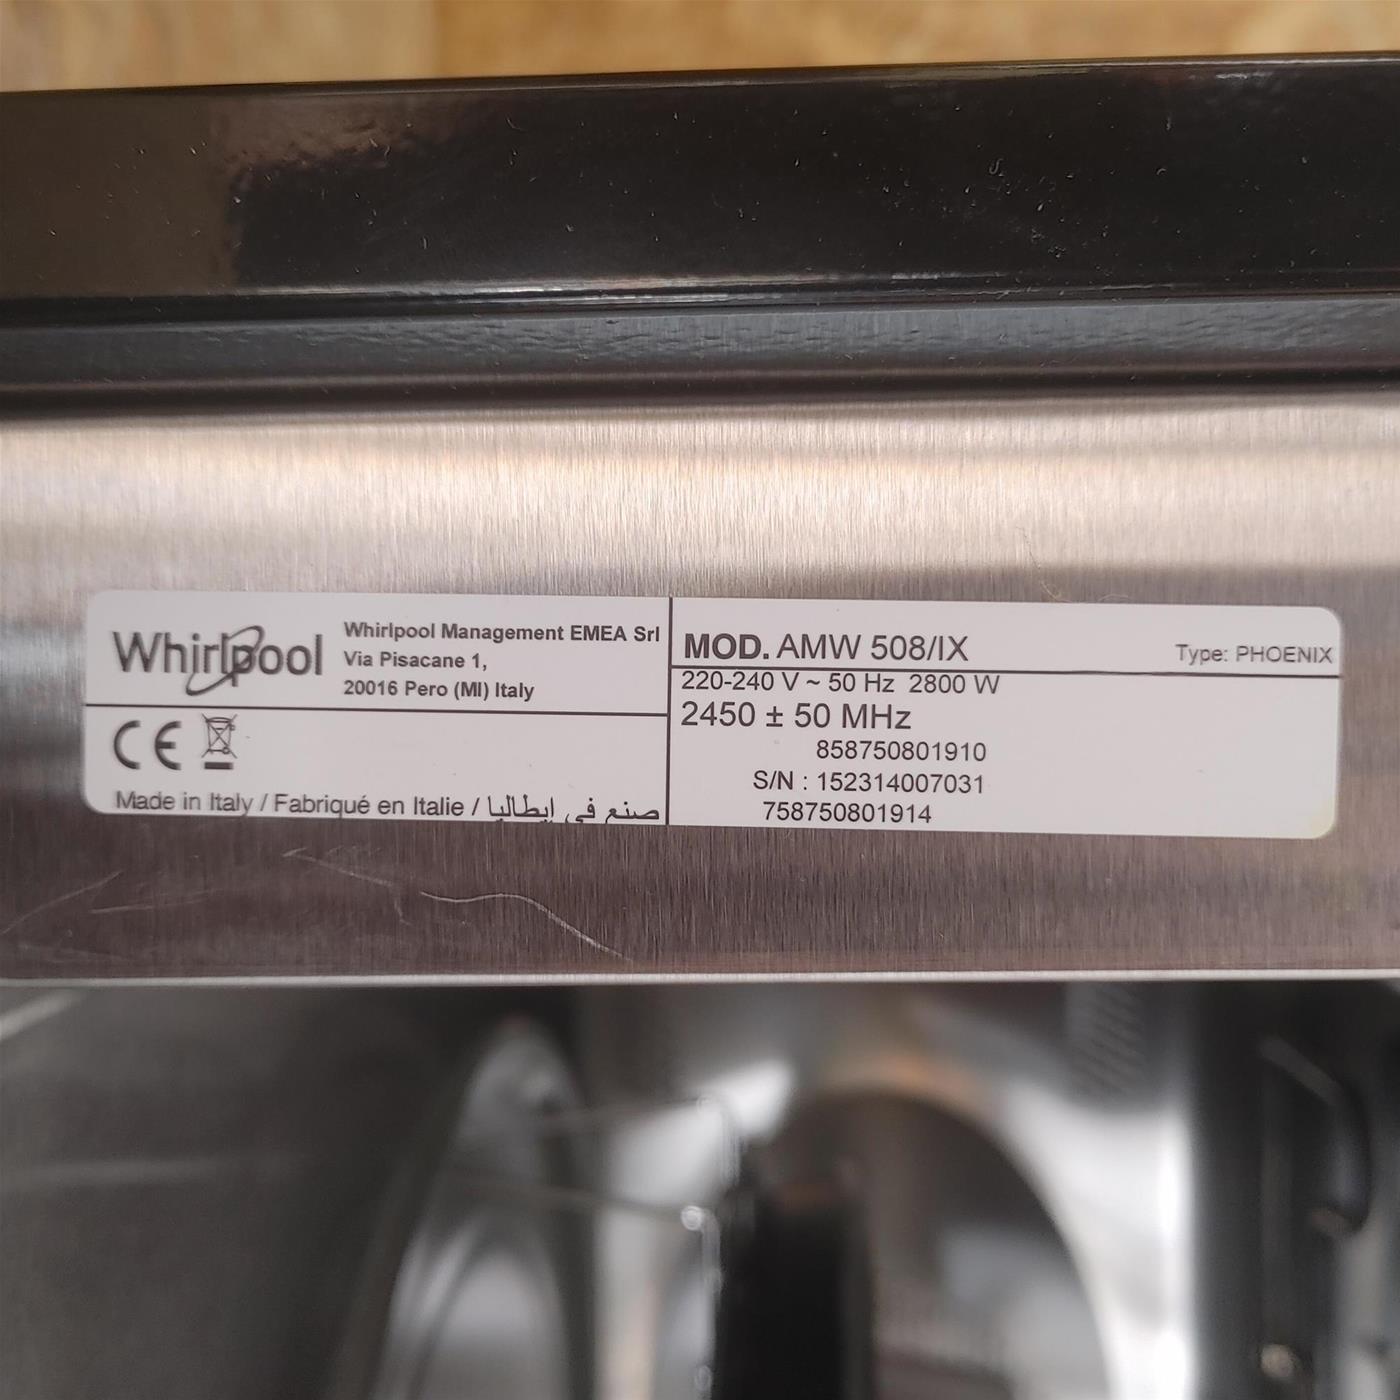 Whirlpool
Whirlpool Management EMEA Srl
Via Pisacane 1,
20016 Pero (MI) Italy
CE
Made in Italy / Fabriqué en Italie / صنع في إيطاليا
MOD. AMW 508/IX
Type: PHOENIX
220-240 V ~ 50 Hz 2800 W
2450 ± 50 MHz
858750801910
S/N : 152314007031
758750801914